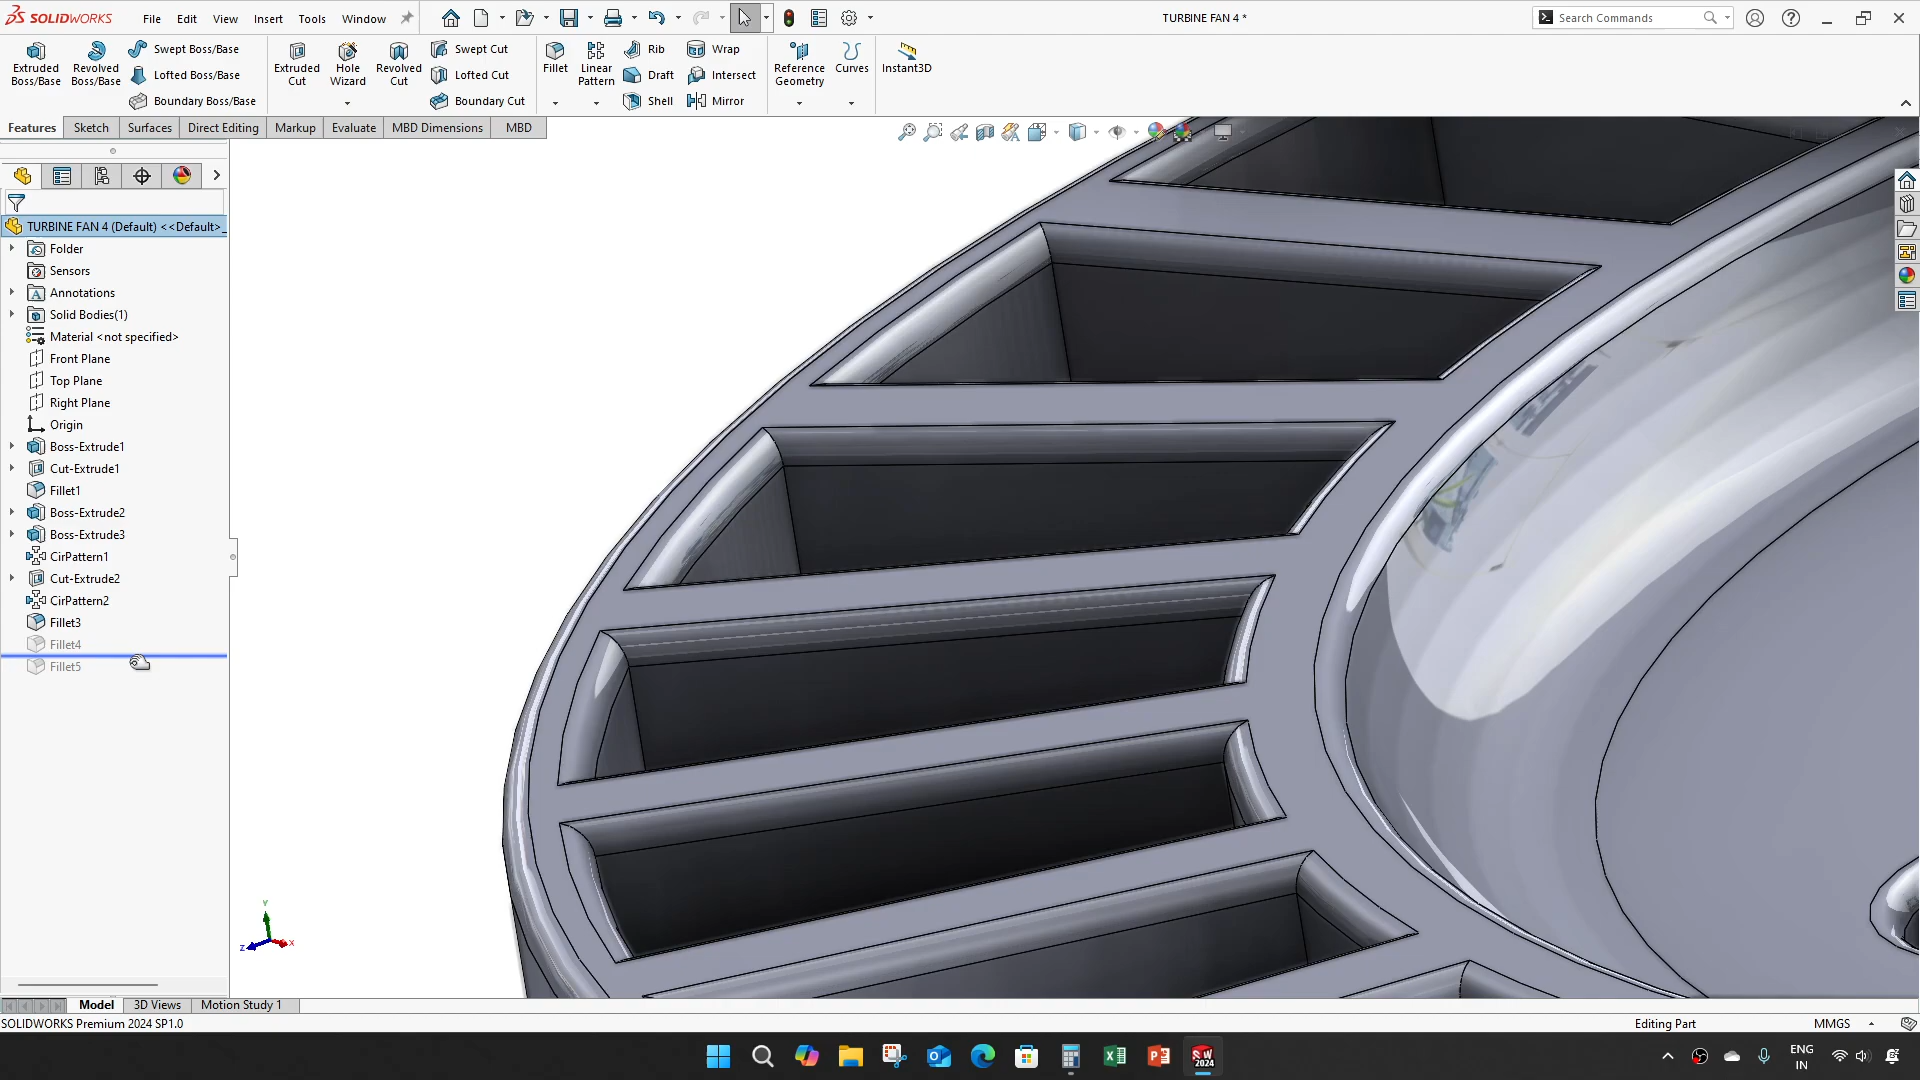 SOLIDWORKS File Edit View Insert Tools Window TURBINE FAN 4 * Search Commands
Extruded Boss/Base
Revolved Boss/Base
Swept Boss/Base
Lofted Boss/Base
Boundary Boss/Base
Extruded Cut
Hole Wizard
Revolved Cut
Swept Cut
Lofted Cut
Boundary Cut
Fillet
Linear Pattern
Rib
Draft
Shell
Wrap
Intersect
Mirror
Reference Geometry
Curves
Instant3D
Features Sketch Surfaces Direct Editing Markup Evaluate MBD Dimensions MBD
TURBINE FAN 4 (Default) <<Default>_
Folder
Sensors
Annotations
Solid Bodies(1)
Material <not specified>
Front Plane
Top Plane
Right Plane
Origin
Boss-Extrude1
Cut-Extrude1
Fillet1
Boss-Extrude2
Boss-Extrude3
CirPattern1
Cut-Extrude2
CirPattern2
Fillet3
Fillet4
Fillet5
Y
Z
X
Model 3D Views Motion Study 1
SOLIDWORKS Premium 2024 SP1.0 Editing Part MMGS
SW 2024
ENG
IN